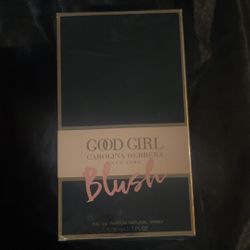 GOOD GIRL
CAROLINA HERRERA
NEW YORK
Blush
EAU DE PARFUM NATURAL SPRAY